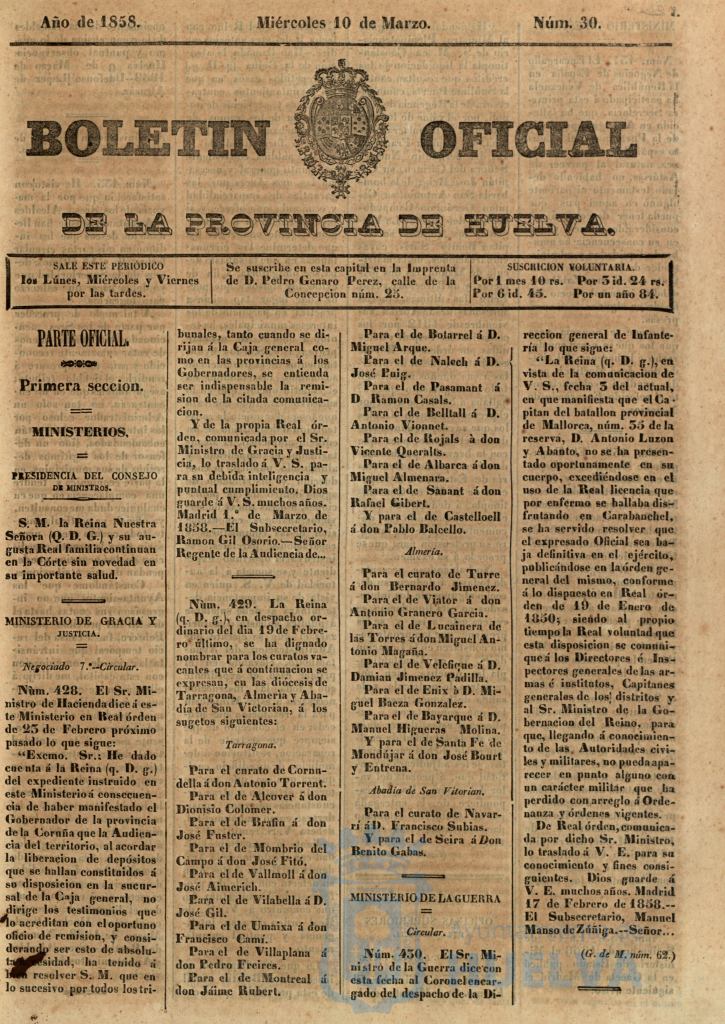 Año de 1858.
Miércoles 10 de Marzo.
Núm. 30.
BOLETIN OFICIAL
DE LA PROVINCIA DE HUELVA.
SALE ESTE PERIÓDICO
los Lúnes, Miércoles y Viernes
por las tardes.
Se suscribe en esta capital en la Imprenta
de D. Pedro Genaro Perez, calle de la
Concepcion núm. 25.
SUSCRICION VOLUNTARIA.
Por 1 mes 10 rs. Por 3 id. 24 rs.
Por 6 id. 45. Por un año 84.
PARTE OFICIAL.
Primera seccion.
MINISTERIOS.
PRESIDENCIA DEL CONSEJO
DE MINISTROS.
S. M. la Reina Nuestra
Señora (Q. D. G.) y su au-
gusta Real familia continuan
en la Córte sin novedad en
su importante salud.
MINISTERIO DE GRACIA Y
JUSTICIA.
Negociado 7.º—Circular.
Núm. 428. El Sr. Mi-
nistro de Hacienda dice á es-
te Ministerio en Real órden
de 23 de Febrero próximo
pasado lo que sigue:
"Excmo. Sr.: He dado
cuenta á la Reina (q. D. g.)
del expediente instruido en
este Ministerio á consecuen-
cia de haber manifestado el
Gobernador de la provincia
de la Coruña que la Audien-
cia del territorio, al acordar
la liberacion de depósitos
que se hallan constituidos á
su disposicion en la sucur-
sal de la Caja general, no
dirige los testimonios que
lo acreditan con el oportuno
oficio de remision, y consi-
derando ser esto de absolu-
ta necesidad, ha tenido á
bien resolver S. M. que en
lo sucesivo por todos los tri-
bunales, tanto cuando se di-
rijan á la Caja general co-
mo en las provincias á los
Gobernadores, se entienda
ser indispensable la remi-
sion de la citada comunica-
cion.
Y de la propia Real ór-
den, comunicada por el Sr.
Ministro de Gracia y Justi-
cia, lo traslado á V. S. pa-
ra su debida inteligencia y
puntual cumplimiento, Dios
guarde á V. S. muchos años.
Madrid 1.º de Marzo de
1858.—El Subsecretario,
Ramon Gil Osorio.—Señor
Regente de la Audiencia de...
Núm. 429. La Reina
(q. D. g.), en despacho or-
dinario del dia 19 de Febre-
ro último, se ha dignado
nombrar para los curatos va-
cantes que á continuacion se
expresan, en las diócesis de
Tarragona, Almeria y Aba-
día de San Victorian, á los
sugetos siguientes:
Tarragona.
Para el curato de Cornu-
della á don Antonio Torrent.
Para el de Alcover á don
Dionisio Colomer.
Para el de Brafin á don
José Fuster.
Para el de Mombrio del
Campo á don José Fitó.
Para el de Vallmoll á don
José Aimerich.
Para el de Vilabella á D.
José Gil.
Para el de Umaixa á don
Francisco Camí.
Para el de Villaplana á
don Pedro Freires.
Para el de Montreal á
don Jáime Rubert.
Para el de Botarrel á D.
Miguel Arque.
Para el de Nalech á D.
José Puig.
Para el de Pasamant á
D. Ramon Casals.
Para el de Belltall á D.
Antonio Vionnet.
Para el de Rojals à don
Vicente Queralts.
Para el de Albarca á don
Miguel Almenara.
Para el de Sanant á don
Rafael Gibert.
Y para el de Castelloell
á don Pablo Balcello.
Almería.
Para el curato de Turre
á don Bernardo Jimenez.
Para el de Viator á don
Antonio Granero Garcia.
Para el de Lucainera de
las Torres á don Miguel An-
tonio Magaña.
Para el de Velefique á D.
Damian Jimenez Padilla.
Para el de Enix à D. Mi-
guel Baeza Gonzalez.
Para el de Bayarque á D.
Manuel Higueras Molina.
Y para el de Santa Fe de
Mondújar á don José Bourt
y Entrena.
Abadia de San Vitorian.
Para el curato de Navar-
rí á D. Francisco Subias.
Y para el de Seira á Don
Benito Gabas.
MINISTERIO DE LA GUERRA
Circular.
Núm. 430. El Sr. Mi-
nistro de la Guerra dice con
esta fecha al Coronel encar-
gado del despacho de la Di-
reccion general de Infante-
ría lo que sigue:
"La Reina (q. D. g.), en
vista de la comunicacion de
V. S., fecha 3 del actual,
en que manifiesta que el Ca-
pitan del batallon provincial
de Mallorca, núm. 35 de
la reserva, D. Antonio Luzon
y Abanto, no se ha presen-
tado oportunamente en su
cuerpo, excediéndose en el
uso de la Real licencia que
por enfermo se hallaba dis-
frutando en Carabanchel,
se ha servido resolver que
el expresado Oficial sea ba-
ja definitiva en el ejército,
publicándose en la órden ge-
neral del mismo, conforme
á lo dispuesto en Real ór-
den de 19 de Enero de
1850; siendo al propio
tiempo la Real voluntad que
esta disposicion se comuni-
que á los Directores é Ins-
pectores generales de las ar-
mas é institutos, Capitanes
generales de los distritos y
al Sr. Ministro de la Go-
bernacion del Reino, para
que, llegando á conocimien-
to de las Autoridades civi-
les y militares, no pueda apa-
recer en punto alguno con
un carácter militar que ha
perdido con arreglo á Orde-
nanza y órdenes vigentes.
De Real órden, comunica-
da por dicho Sr. Ministro,
lo traslado á V. E. para su
conocimiento y fines consi-
guientes. Dios guarde á
V. E. muchos años. Madrid
17 de Febrero de 1858.—
El Subsecretario, Manuel
Manso de Zúñiga.--Señor...
(G. de M. núm. 62.)